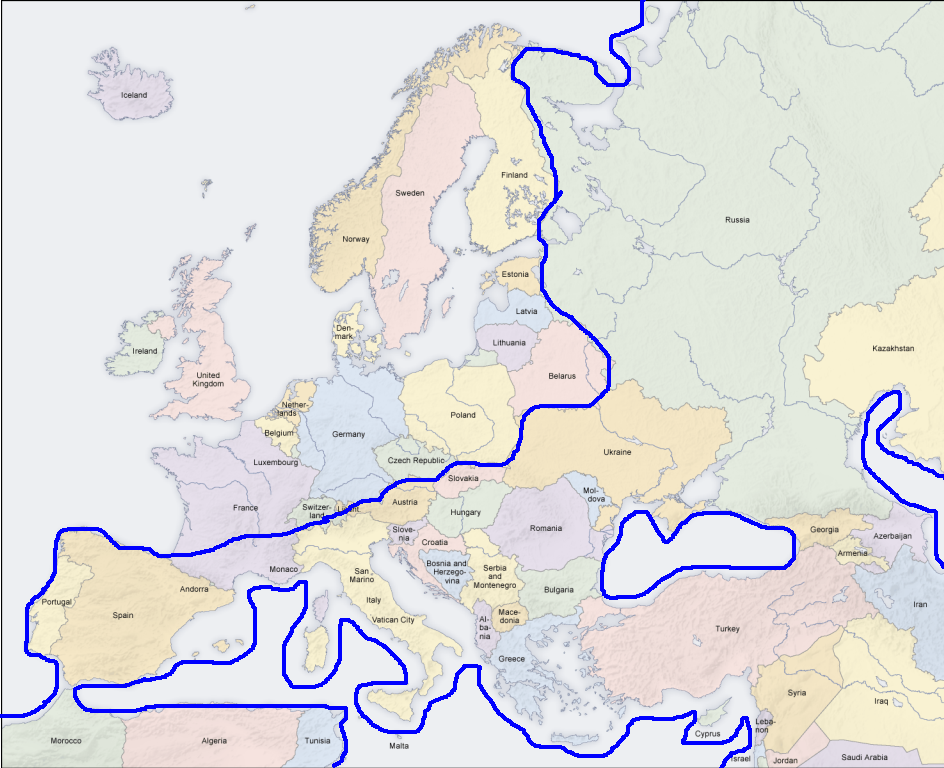 Iceland
Finland
Sweden
Norway
Russia
Estonia
Latvia
Den-
mark
Lithuania
Ireland
United
Kingdom
Belarus
Kazakhstan
Nether-
lands
Belgium
Poland
Germany
Luxembourg
Czech Republic
Ukraine
Slovakia
France
Switzer-
land
Austria
Mol-
dova
Hungary
Slove-
nia
Croatia
Romania
Georgia
Azerbaijan
Armenia
Monaco
San
Marino
Bosnia and
Herzego-
vina
Serbia
and
Montenegro
Andorra
Bulgaria
Portugal
Spain
Italy
Vatican City
Al-
ba-
nia
Mace-
donia
Iran
Turkey
Greece
Syria
Iraq
Leba-
non
Cyprus
Morocco
Algeria
Tunisia
Malta
Israel
Jordan
Saudi Arabia